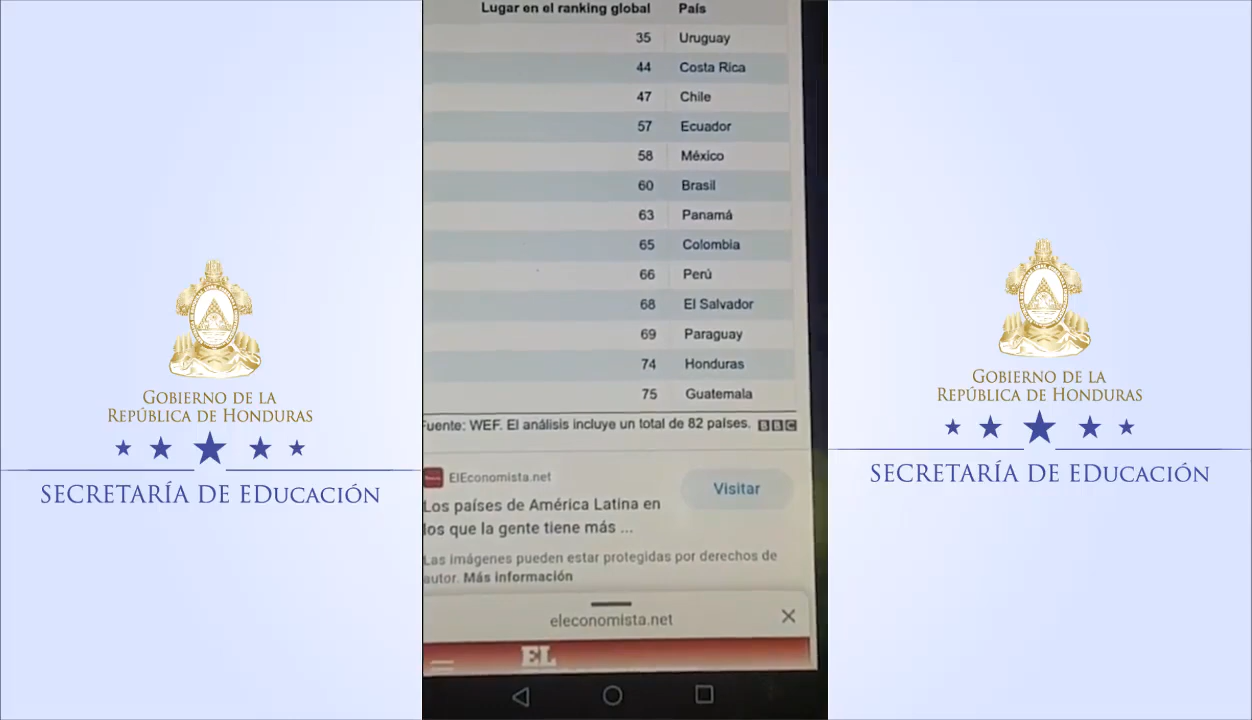 Lugar en el ranking global País
35 Uruguay
44 Costa Rica
47 Chile
57 Ecuador
58 México
60 Brasil
63 Panamá
65 Colombia
66 Perú
68 El Salvador
69 Paraguay
74 Honduras
75 Guatemala
Fuente: WEF. El análisis incluye un total de 82 países. BBC
ElEconomista.net
Visitar
Los países de América Latina en
los que la gente tiene más ...
Las imágenes pueden estar protegidas por derechos de
autor. Más información
eleconomista.net
EL
GOBIERNO DE LA
REPÚBLICA DE HONDURAS
SECRETARÍA DE EDUCACIÓN
GOBIERNO DE LA
REPÚBLICA DE HONDURAS
SECRETARÍA DE EDUCACIÓN